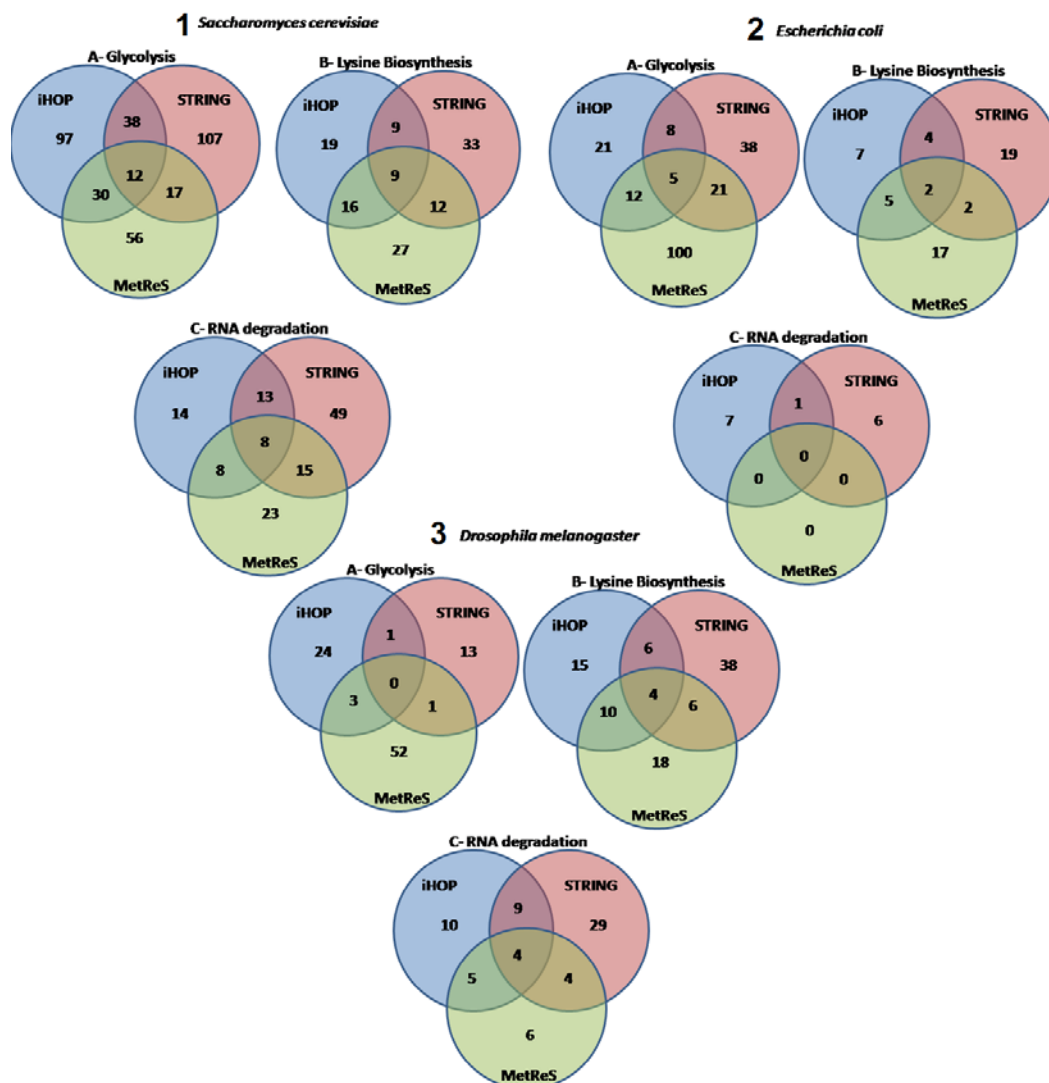 1 Saccharomyces cerevisiae
A- Glycolysis
iHOP
STRING
38
97
107
12
30
17
56
MetReS
B- Lysine Biosynthesis
iHOP
STRING
9
19
33
9
16
12
27
MetReS
C- RNA degradation
iHOP
STRING
13
14
49
8
8
15
23
MetReS
2 Escherichia coli
A- Glycolysis
iHOP
STRING
8
21
38
5
12
21
100
MetReS
B- Lysine Biosynthesis
iHOP
STRING
4
7
19
2
5
2
17
MetReS
C- RNA degradation
iHOP
STRING
1
7
6
0
0
0
0
MetReS
3 Drosophila melanogaster
A- Glycolysis
iHOP
STRING
1
24
13
0
3
1
52
MetReS
B- Lysine Biosynthesis
iHOP
STRING
6
15
38
4
10
6
18
MetReS
C- RNA degradation
iHOP
STRING
9
10
29
4
5
4
6
MetReS